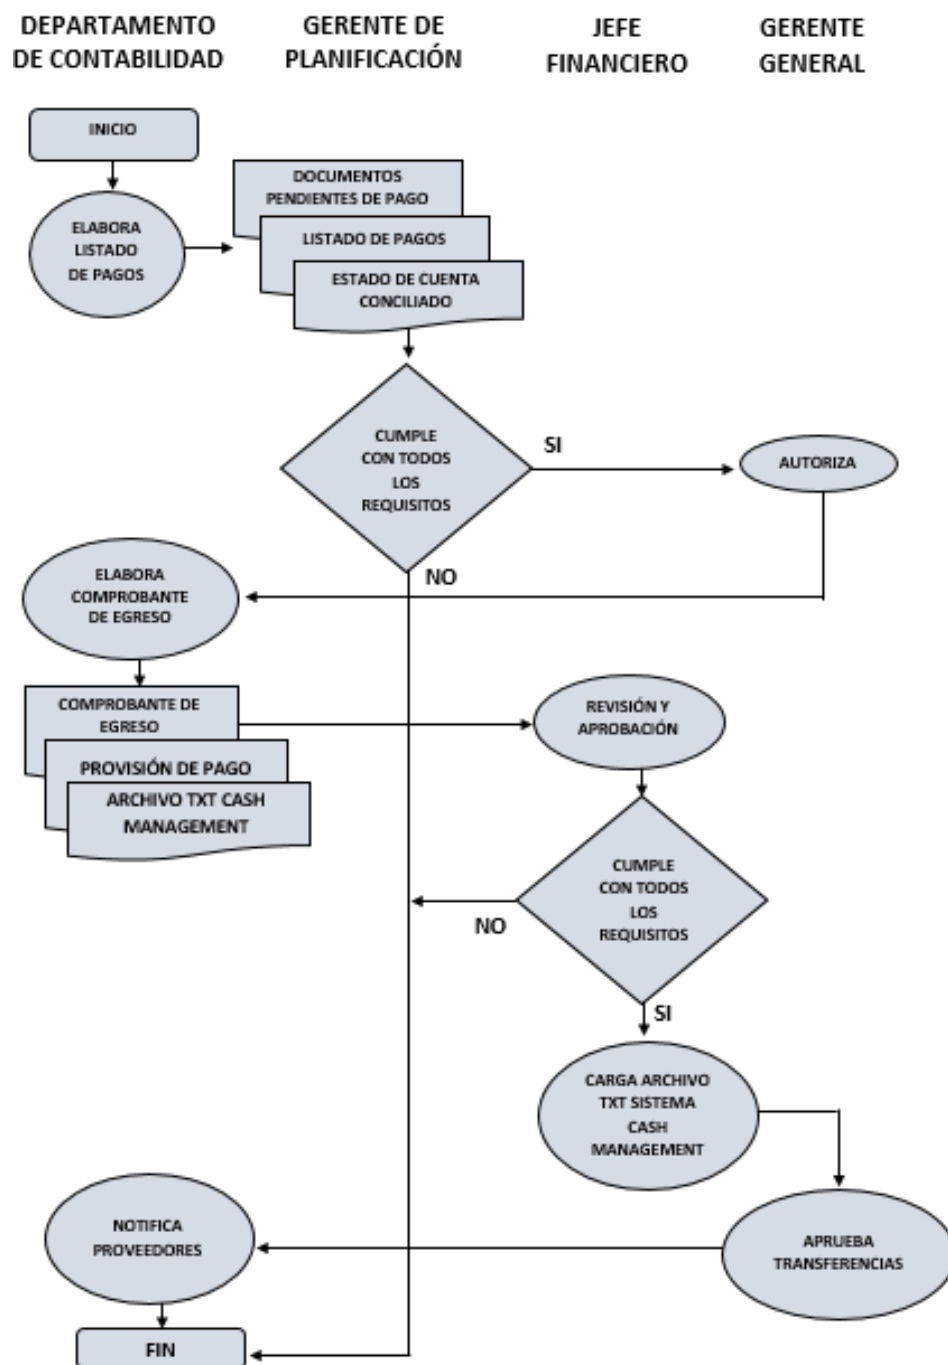 DEPARTAMENTO
DE CONTABILIDAD
GERENTE DE
PLANIFICACIÓN
JEFE
FINANCIERO
GERENTE
GENERAL
INICIO
ELABORA
LISTADO
DE PAGOS
DOCUMENTOS
PENDIENTES DE PAGO
LISTADO DE PAGOS
ESTADO DE CUENTA
CONCILIADO
CUMPLE
CON TODOS
LOS
REQUISITOS
SI
AUTORIZA
NO
ELABORA
COMPROBANTE
DE EGRESO
COMPROBANTE DE
EGRESO
PROVISIÓN DE PAGO
ARCHIVO TXT CASH
MANAGEMENT
REVISIÓN Y
APROBACIÓN
CUMPLE
CON TODOS
LOS
REQUISITOS
NO
SI
CARGA ARCHIVO
TXT SISTEMA
CASH
MANAGEMENT
APRUEBA
TRANSFERENCIAS
NOTIFICA
PROVEEDORES
FIN